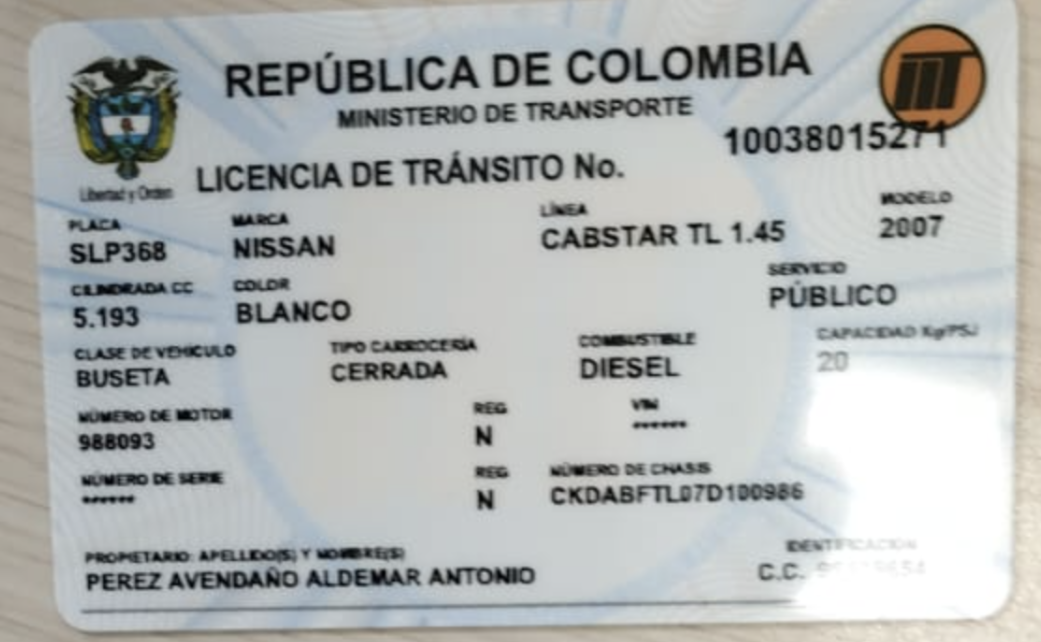 REPÚBLICA DE COLOMBIA
MINISTERIO DE TRANSPORTE
Libertad y Orden
LICENCIA DE TRÁNSITO No. 10038015271
PLACA MARCA LÍNEA MODELO
SLP368 NISSAN CABSTAR TL 1.45 2007
CILINDRADA CC COLOR SERVICIO
5.193 BLANCO PÚBLICO
CLASE DE VEHICULO TIPO CARROCERÍA COMBUSTIBLE CAPACIDAD Kg/PSJ
BUSETA CERRADA DIESEL 20
NÚMERO DE MOTOR REG VIN
988093 N ******
NÚMERO DE SERIE REG NÚMERO DE CHASIS
****** N CKDABFTL07D100986
PROPIETARIO: APELLIDO(S) Y NOMBRE(S) IDENTIFICACIÓN
PEREZ AVENDAÑO ALDEMAR ANTONIO C.C.